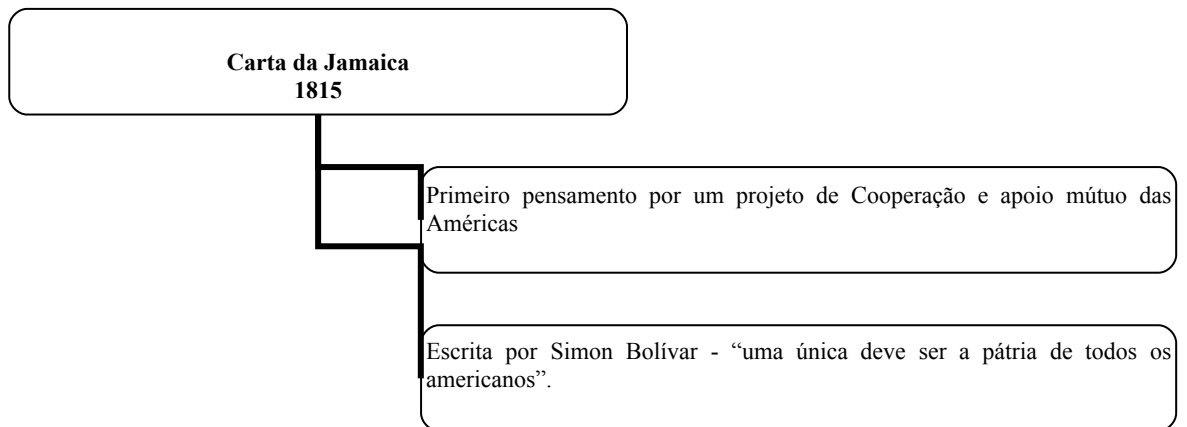 Carta da Jamaica
1815
Primeiro pensamento por um projeto de Cooperação e apoio mútuo das
Américas
Escrita por Simon Bolívar - “uma única deve ser a pátria de todos os
americanos”.